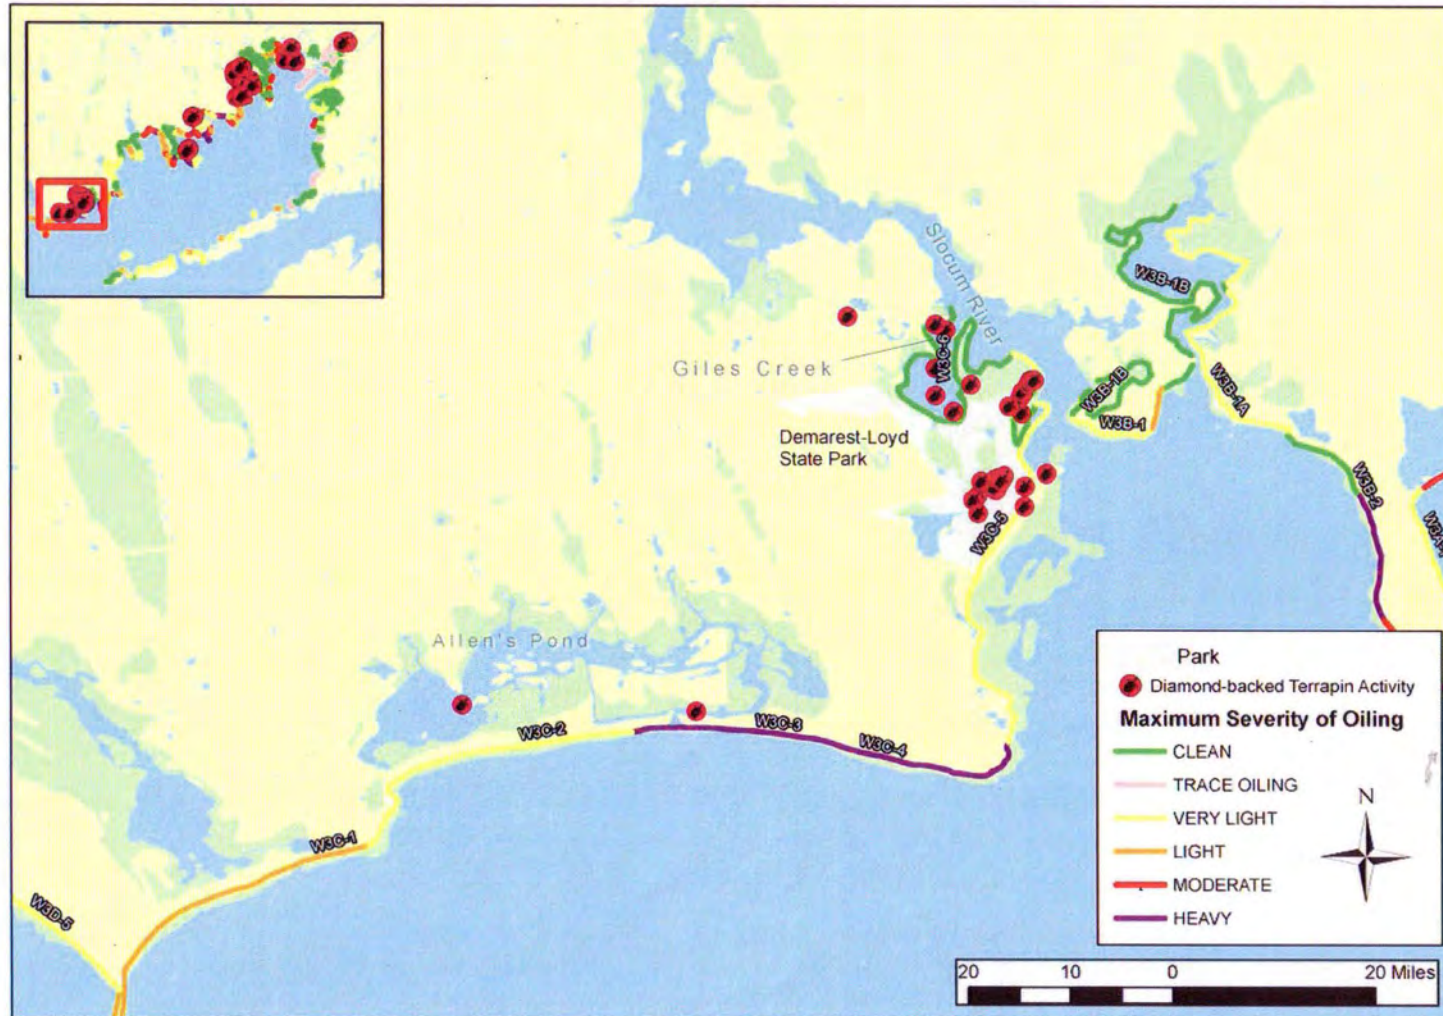 Slocum River
W3B-1B
Giles Creek
W3C-6
W3B-1B
W3B-1
W3B-1A
Demarest-Loyd
State Park
W3B-2
W3C-5
Allen's Pond
W3C-2
W3C-3
W3C-4
W3C-1
W3D-5
Park
Diamond-backed Terrapin Activity
Maximum Severity of Oiling
CLEAN
TRACE OILING
VERY LIGHT
LIGHT
MODERATE
HEAVY
N
20 10 0 20 Miles